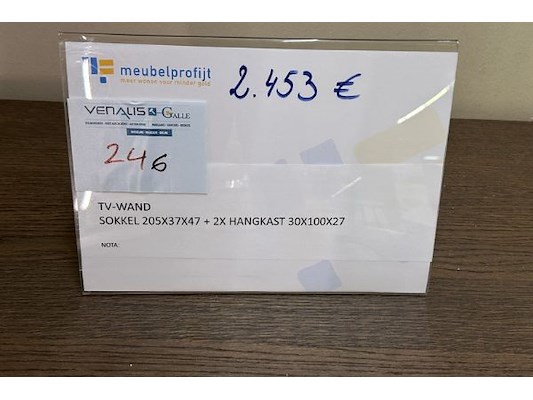 meubelprofijt
meer wonen voor minder geld
2.453 €
VENALIS GALLE
246
TV-WAND
SOKKEL 205X37X47 + 2X HANGKAST 30X100X27
NOTA: